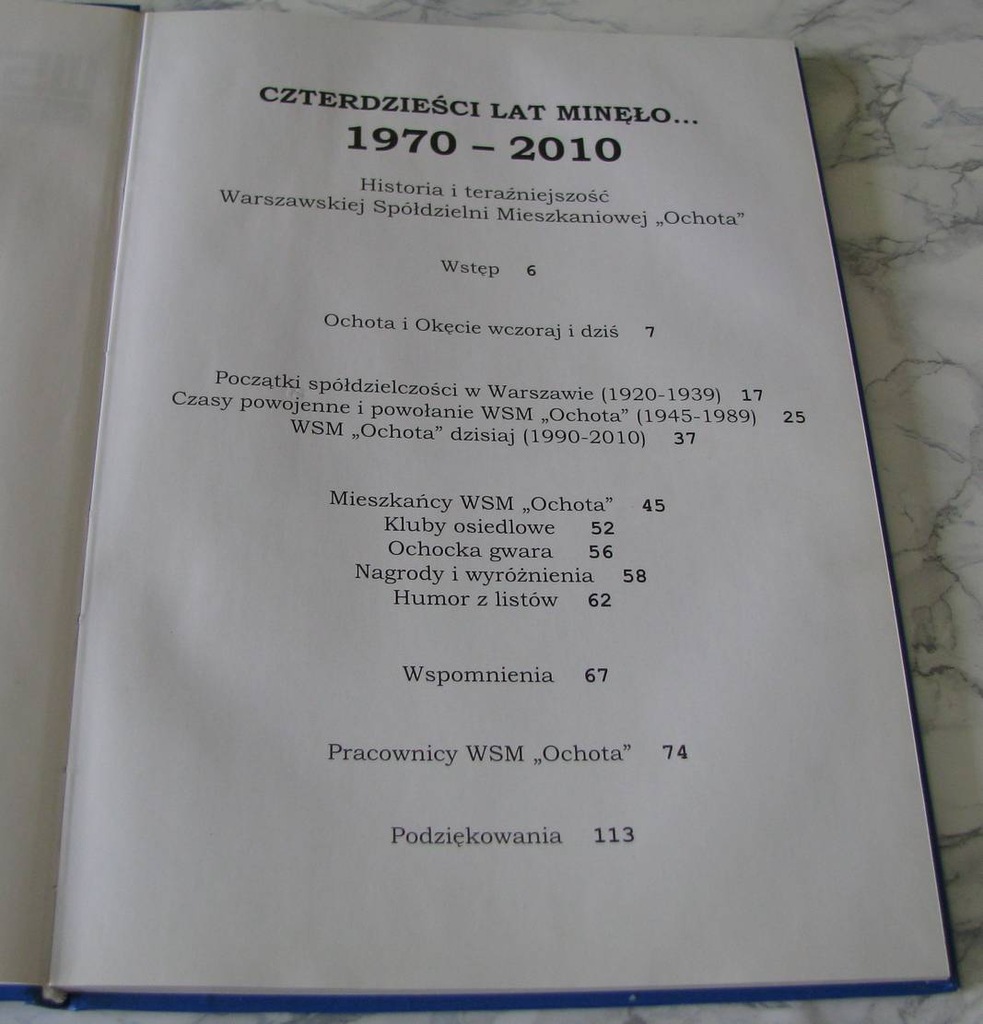 CZTERDZIEŚCI LAT MINĘŁO...
1970 – 2010
Historia i teraźniejszość
Warszawskiej Spółdzielni Mieszkaniowej „Ochota”
Wstęp 6
Ochota i Okęcie wczoraj i dziś 7
Początki spółdzielczości w Warszawie (1920-1939) 17
Czasy powojenne i powołanie WSM „Ochota” (1945-1989) 25
WSM „Ochota” dzisiaj (1990-2010) 37
Mieszkańcy WSM „Ochota” 45
Kluby osiedlowe 52
Ochocka gwara 56
Nagrody i wyróżnienia 58
Humor z listów 62
Wspomnienia 67
Pracownicy WSM „Ochota” 74
Podziękowania 113